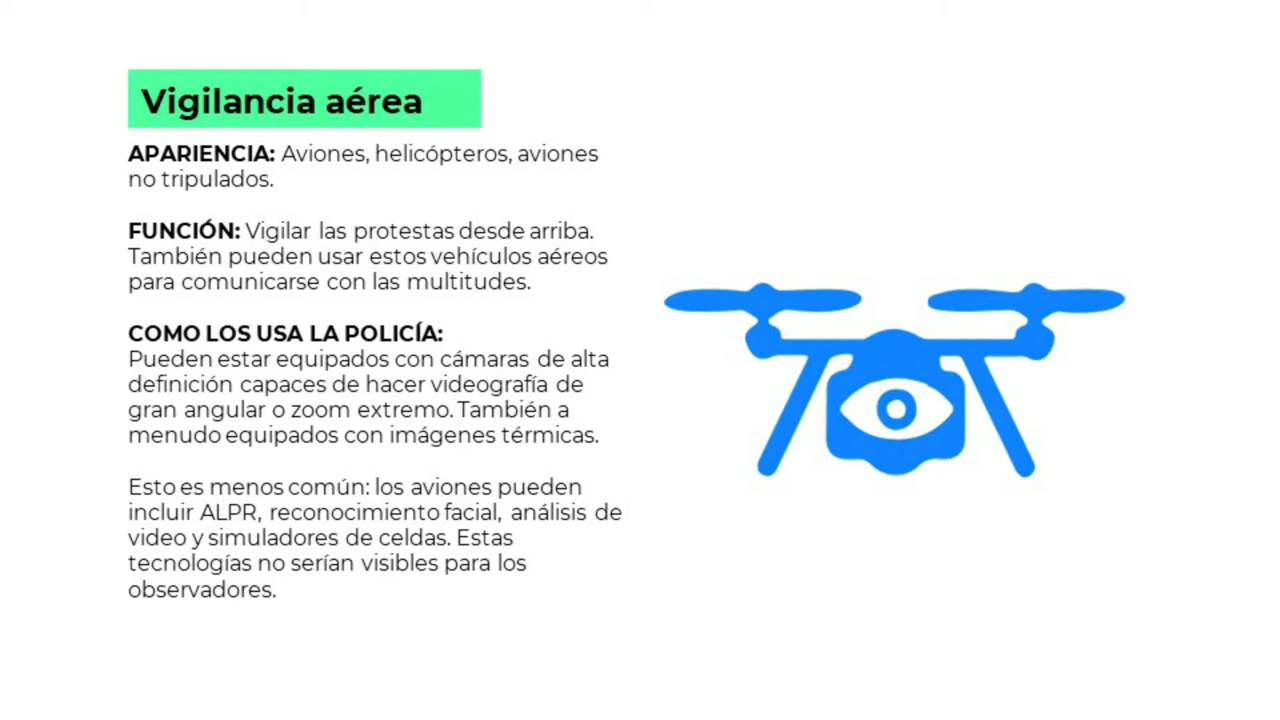 Vigilancia aérea
APARIENCIA: Aviones, helicópteros, aviones
no tripulados.
FUNCIÓN: Vigilar las protestas desde arriba.
También pueden usar estos vehículos aéreos
para comunicarse con las multitudes.
COMO LOS USA LA POLICÍA:
Pueden estar equipados con cámaras de alta
definición capaces de hacer videografía de
gran angular o zoom extremo. También a
menudo equipados con imágenes térmicas.
Esto es menos común: los aviones pueden
incluir ALPR, reconocimiento facial, análisis de
video y simuladores de celdas. Estas
tecnologías no serían visibles para los
observadores.